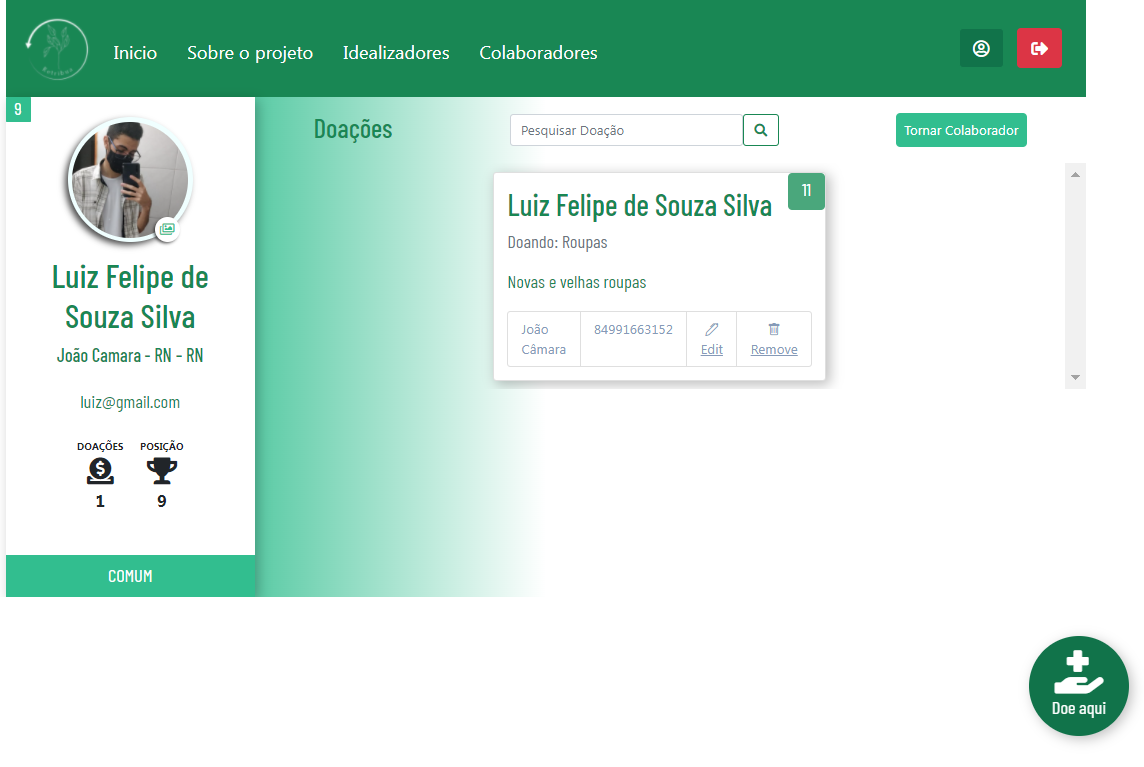 Inicio Sobre o projeto Idealizadores Colaboradores
9
Luiz Felipe de
Souza Silva
João Camara - RN - RN
luiz@gmail.com
DOAÇÕES POSIÇÃO
1 9
COMUM
Doações
Pesquisar Doação
Tornar Colaborador
Luiz Felipe de Souza Silva
11
Doando: Roupas
Novas e velhas roupas
João
Câmara
84991663152
Edit
Remove
Doe aqui